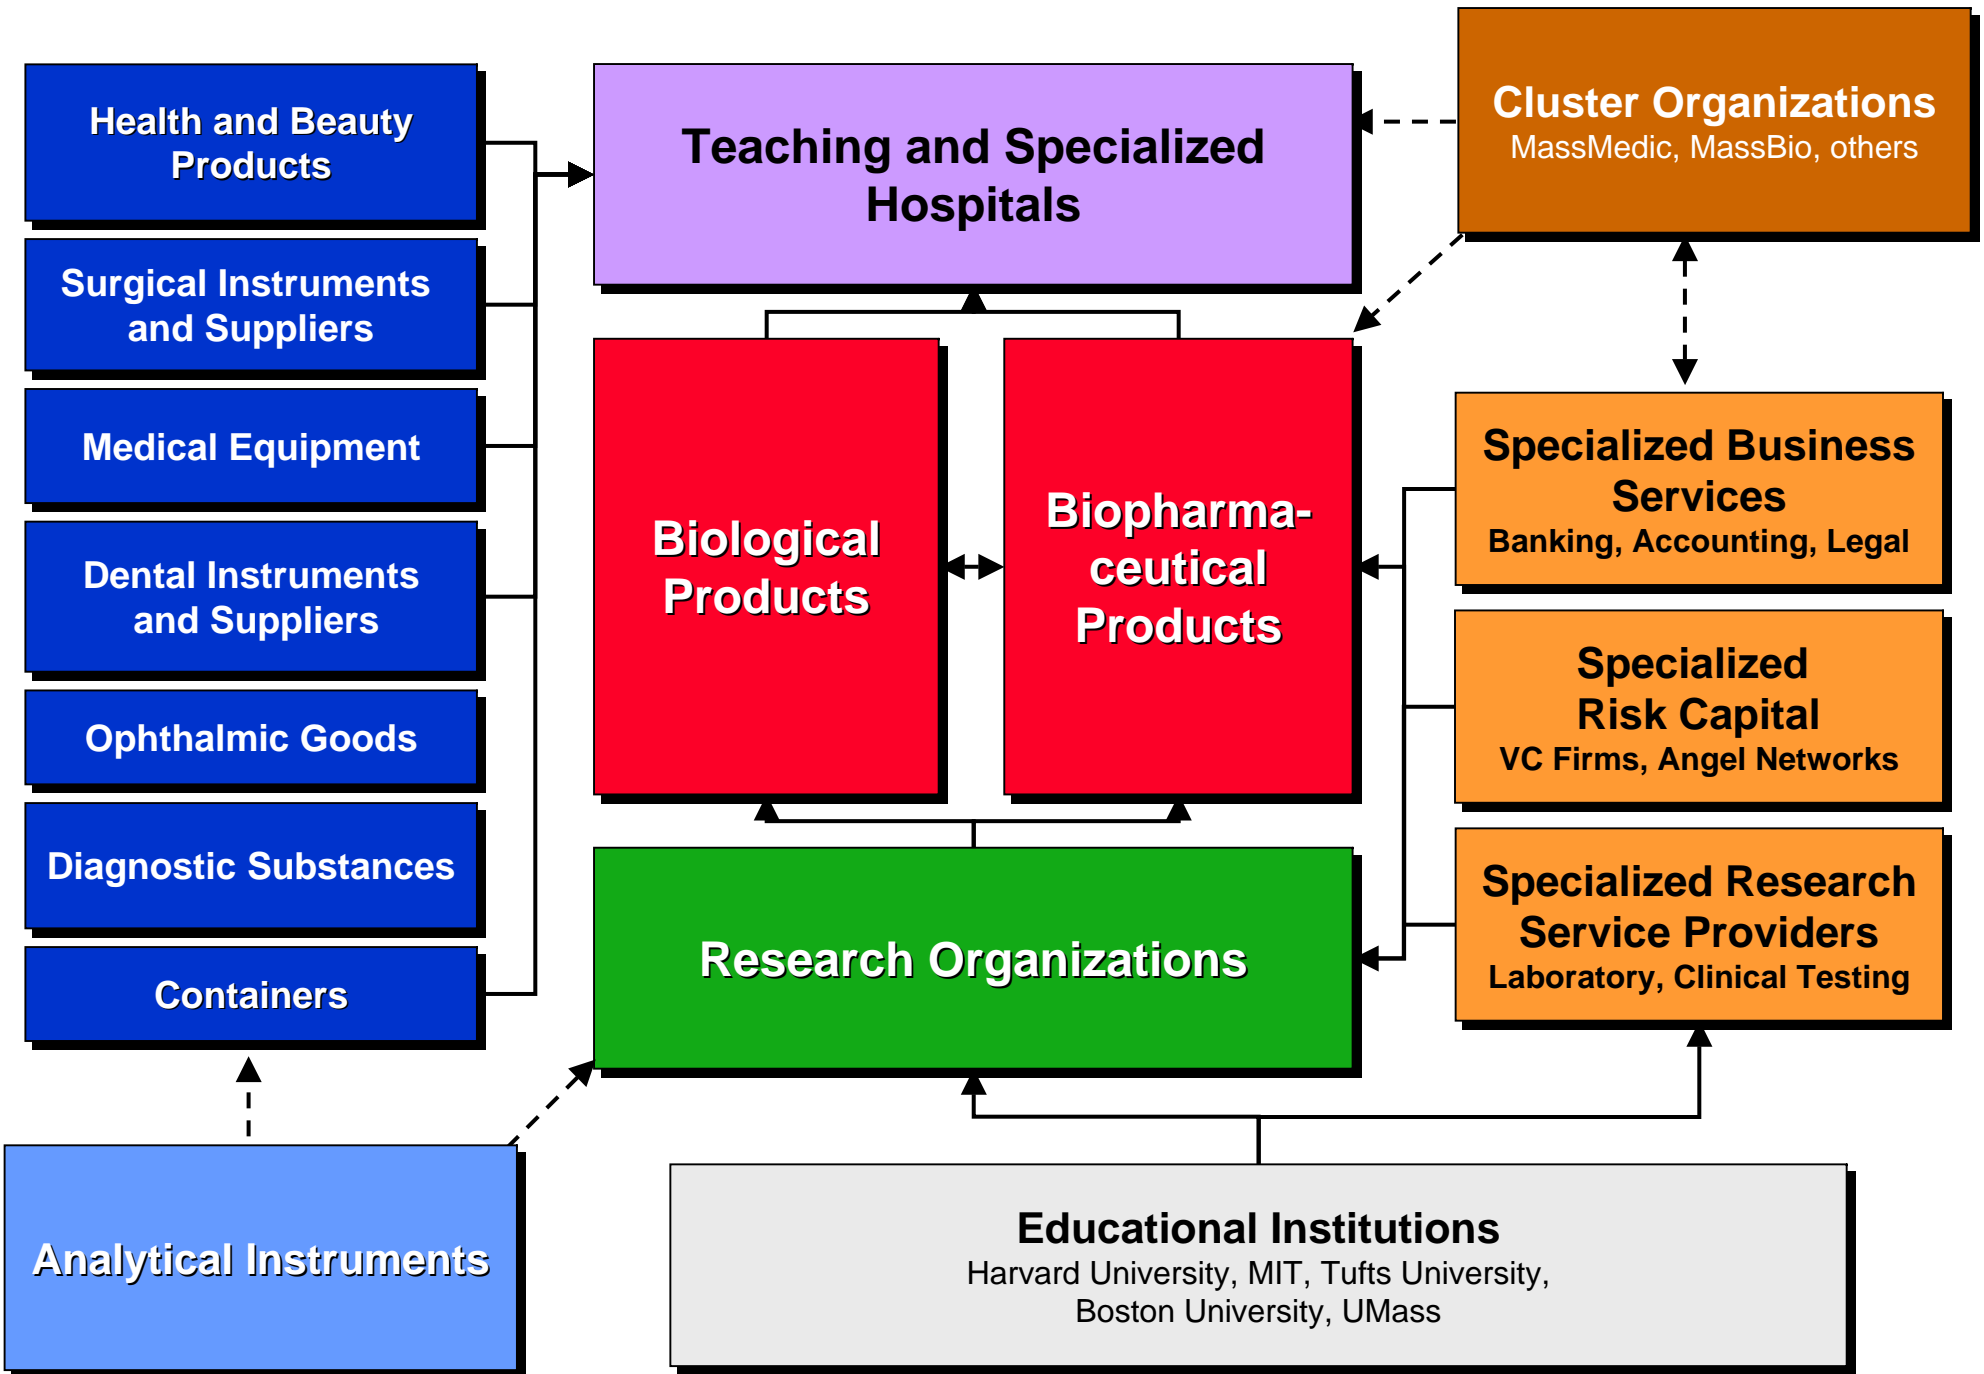 Health and Beauty
Products
Surgical Instruments
and Suppliers
Medical Equipment
Dental Instruments
and Suppliers
Ophthalmic Goods
Diagnostic Substances
Containers
Analytical Instruments
Teaching and Specialized
Hospitals
Biological
Products
Biopharma-
ceutical
Products
Research Organizations
Cluster Organizations
MassMedic, MassBio, others
Specialized Business
Services
Banking, Accounting, Legal
Specialized
Risk Capital
VC Firms, Angel Networks
Specialized Research
Service Providers
Laboratory, Clinical Testing
Educational Institutions
Harvard University, MIT, Tufts University,
Boston University, UMass